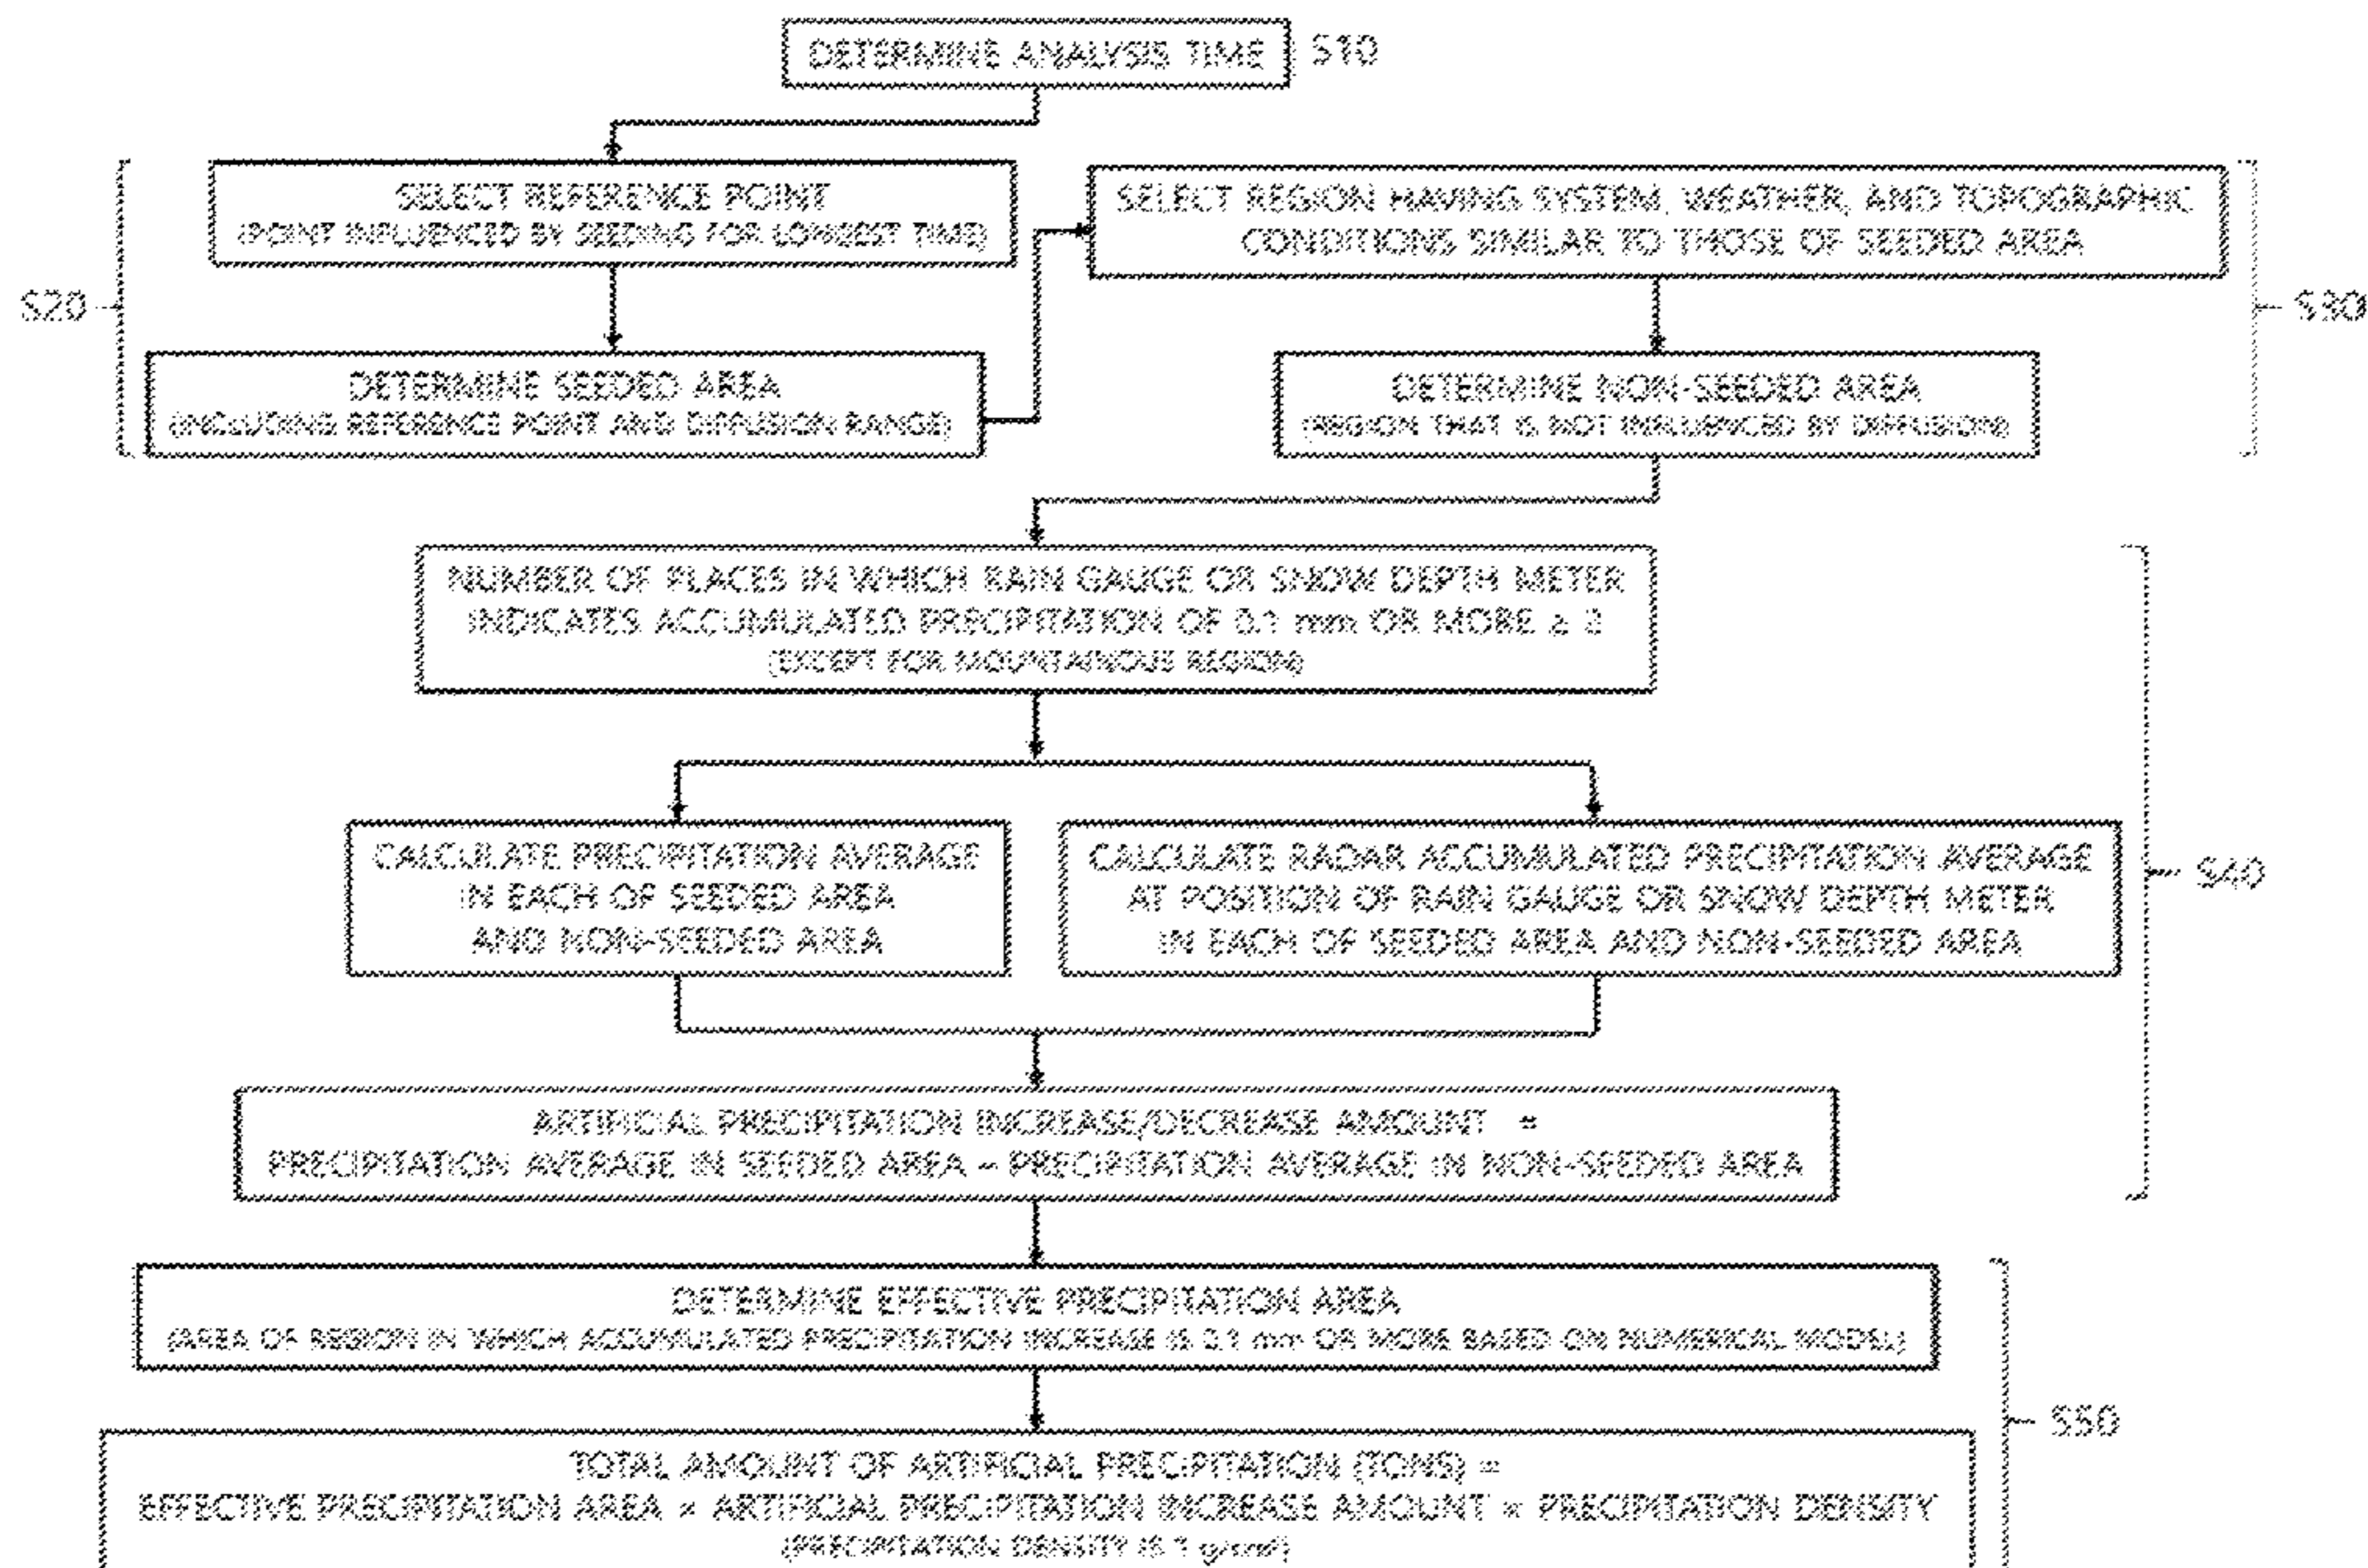 DETERMINE ANALYSIS TIME S10
SELECT REFERENCE POINT
(POINT INFLUENCED BY SEEDING FOR LOWEST TIME)
SELECT REGION HAVING SYSTEM, WEATHER, AND TOPOGRAPHIC
CONDITIONS SIMILAR TO THOSE OF SEEDED AREA
S20
S30
DETERMINE SEEDED AREA
(INCLUDING REFERENCE POINT AND DIFFUSION RANGE)
DETERMINE NON-SEEDED AREA
(REGION THAT IS NOT INFLUENCED BY DIFFUSION)
NUMBER OF PLACES IN WHICH RAIN GAUGE OR SNOW DEPTH METER
INDICATES ACCUMULATED PRECIPITATION OF 0.1 mm OR MORE ≥ 2
(EXCEPT FOR MOUNTAINOUS REGION)
CALCULATE PRECIPITATION AVERAGE
IN EACH OF SEEDED AREA
AND NON-SEEDED AREA
CALCULATE RADAR ACCUMULATED PRECIPITATION AVERAGE
AT POSITION OF RAIN GAUGE OR SNOW DEPTH METER
IN EACH OF SEEDED AREA AND NON-SEEDED AREA
S40
ARTIFICIAL PRECIPITATION INCREASE/DECREASE AMOUNT =
PRECIPITATION AVERAGE IN SEEDED AREA – PRECIPITATION AVERAGE IN NON-SEEDED AREA
DETERMINE EFFECTIVE PRECIPITATION AREA
(AREA OF REGION IN WHICH ACCUMULATED PRECIPITATION INCREASE IS 0.1 mm OR MORE BASED ON NUMERICAL MODEL)
S50
TOTAL AMOUNT OF ARTIFICIAL PRECIPITATION (TONS) =
EFFECTIVE PRECIPITATION AREA × ARTIFICIAL PRECIPITATION INCREASE AMOUNT × PRECIPITATION DENSITY
(PRECIPITATION DENSITY IS 1 g/cm³)